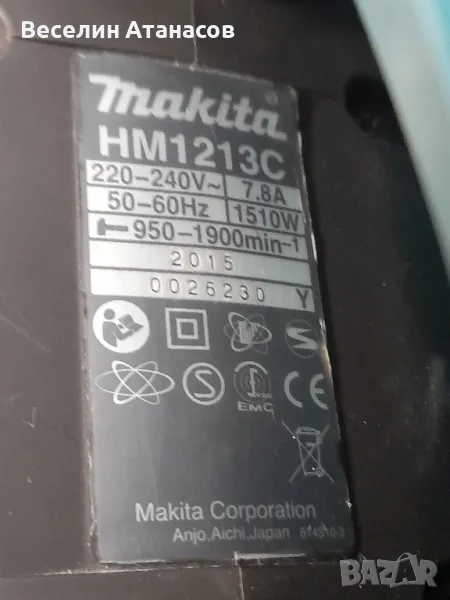 Веселин Атанасов
makita
HM1213C
220-240V~ 7.8A
50-60Hz 1510W
950-1900min-1
2015
0026230 Y
S
EMC
CE
Makita Corporation
Anjo, Aichi, Japan
BAZAR